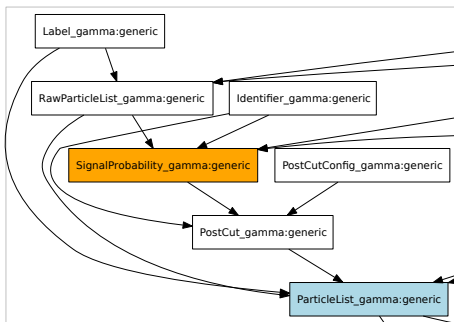 Label_gamma:generic
RawParticleList_gamma:generic
Identifier_gamma:generic
SignalProbability_gamma:generic
PostCutConfig_gamma:generic
PostCut_gamma:generic
ParticleList_gamma:generic